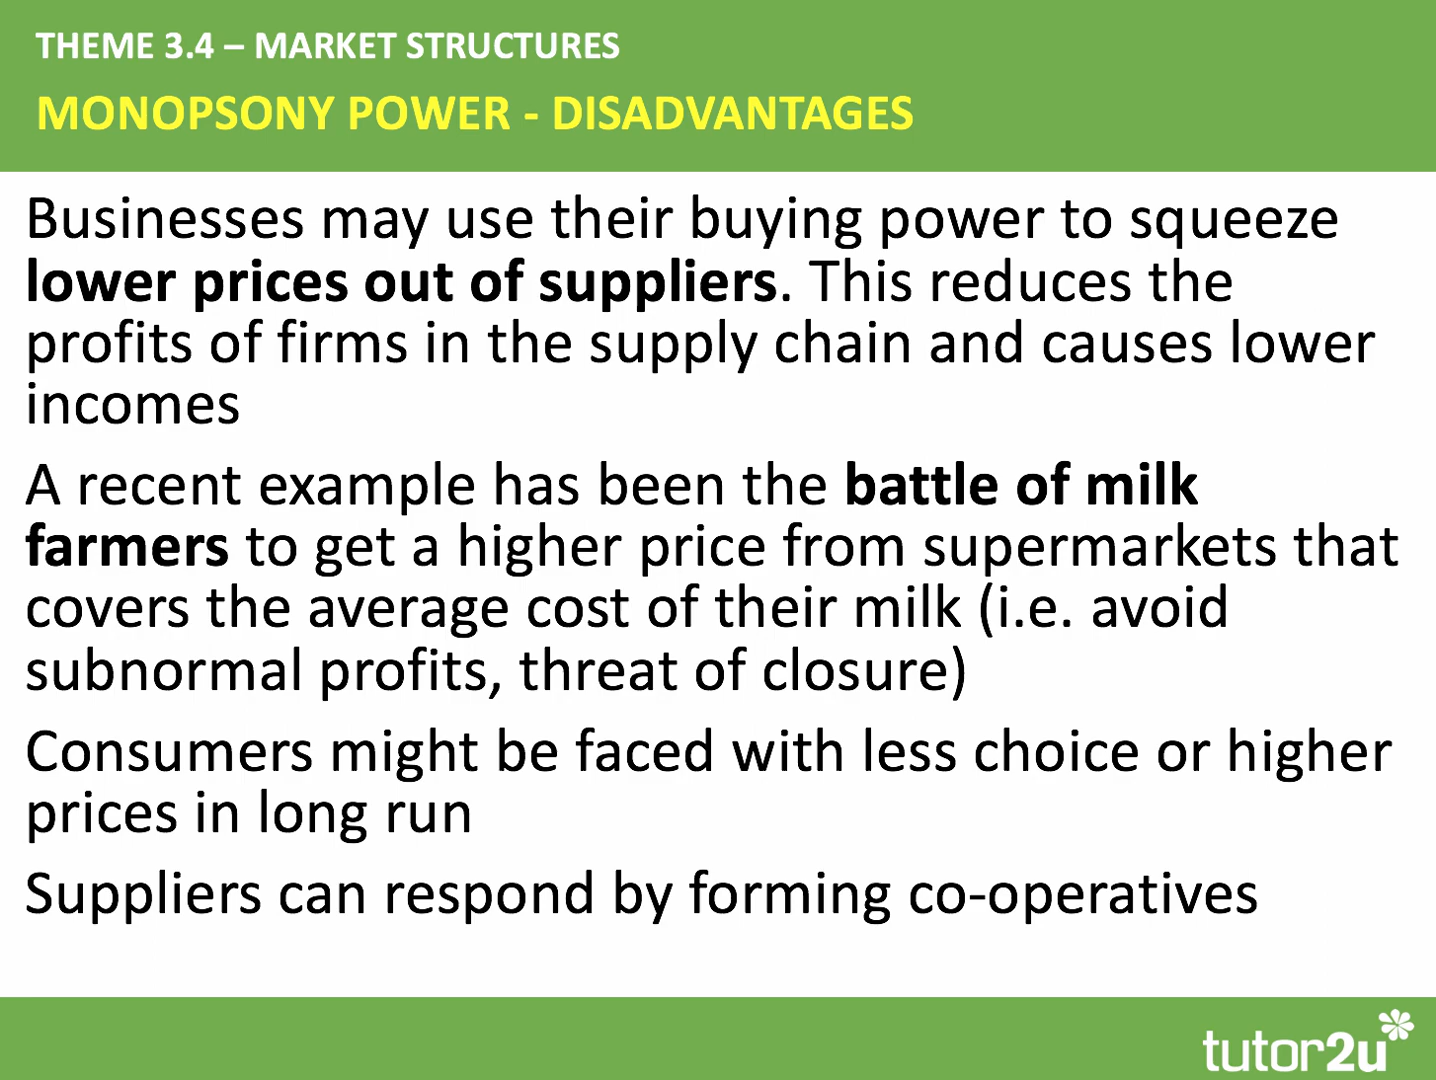 THEME 3.4 – MARKET STRUCTURES
MONOPSONY POWER - DISADVANTAGES
Businesses may use their buying power to squeeze
lower prices out of suppliers. This reduces the
profits of firms in the supply chain and causes lower
incomes
A recent example has been the battle of milk
farmers to get a higher price from supermarkets that
covers the average cost of their milk (i.e. avoid
subnormal profits, threat of closure)
Consumers might be faced with less choice or higher
prices in long run
Suppliers can respond by forming co-operatives
tutor2u